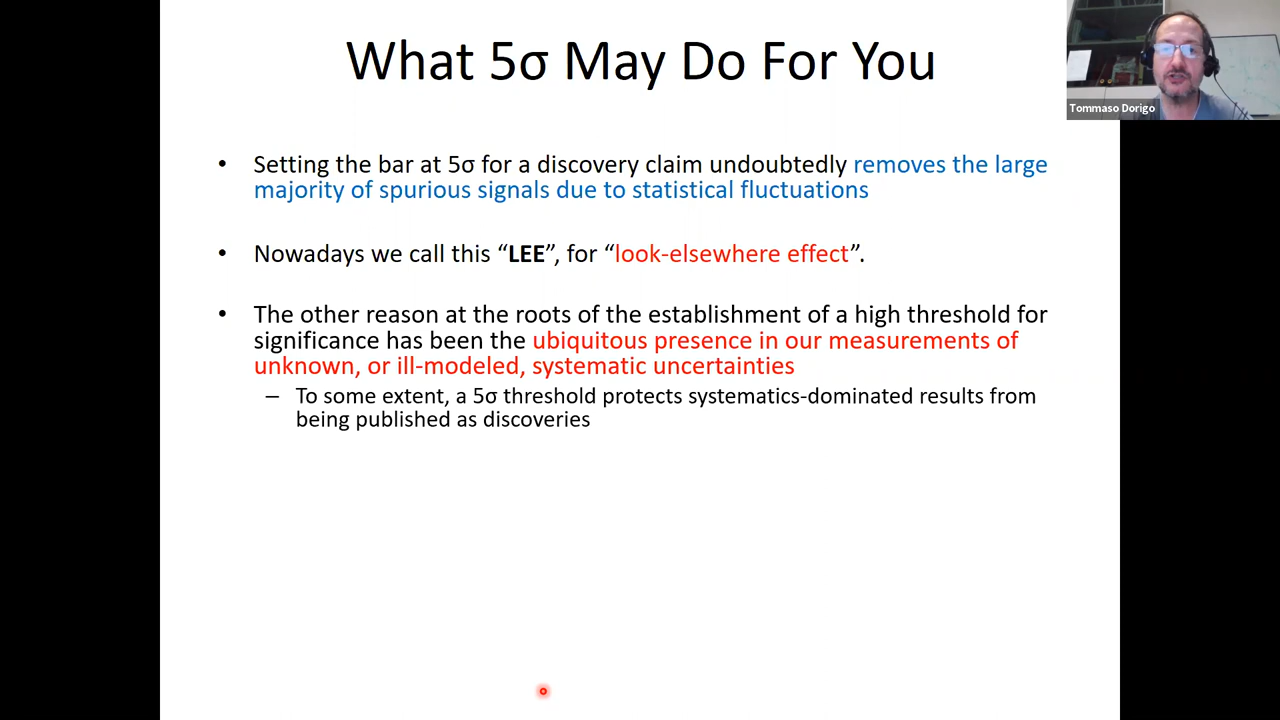 What 5σ May Do For You
Tommaso Dorigo
• Setting the bar at 5σ for a discovery claim undoubtedly removes the large
majority of spurious signals due to statistical fluctuations
• Nowadays we call this “LEE”, for “look-elsewhere effect”.
• The other reason at the roots of the establishment of a high threshold for
significance has been the ubiquitous presence in our measurements of
unknown, or ill-modeled, systematic uncertainties
– To some extent, a 5σ threshold protects systematics-dominated results from
being published as discoveries